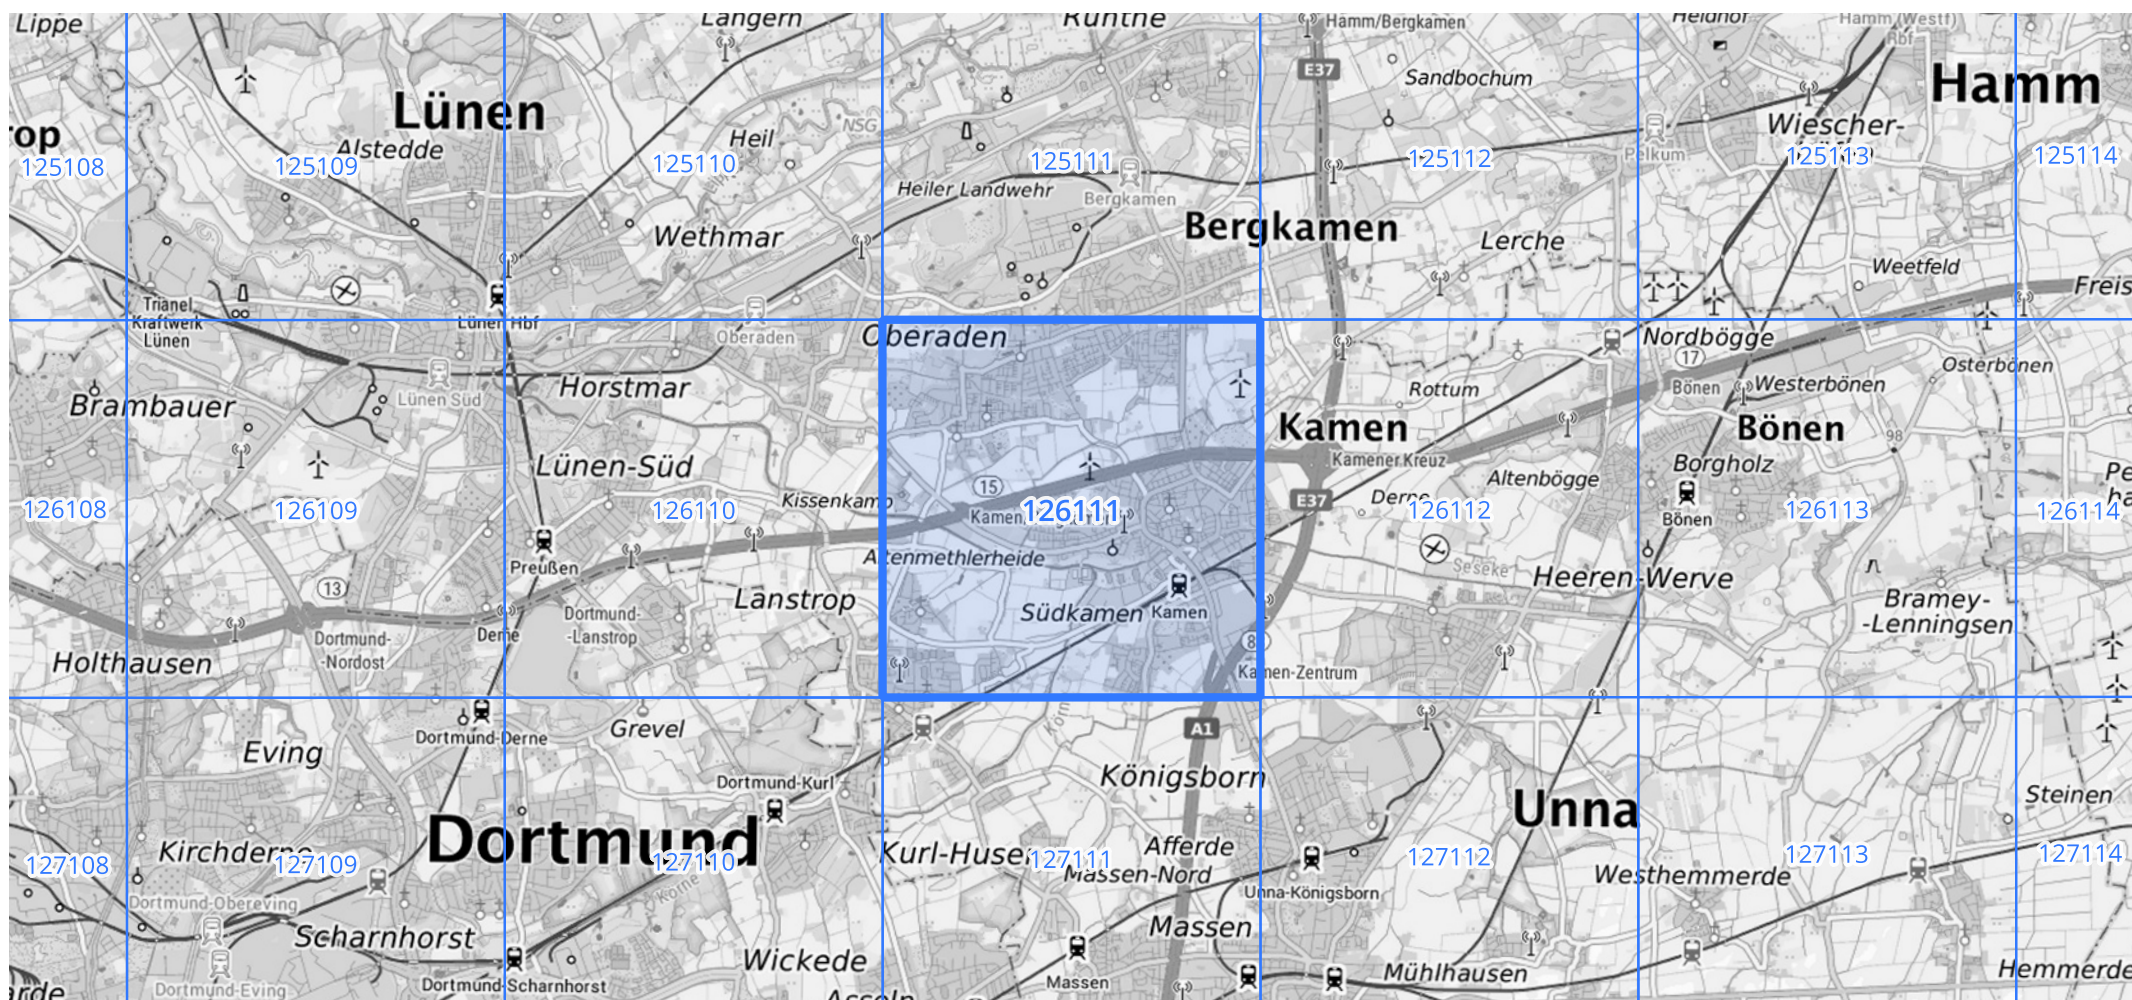 Lippe
Langern
Runthe
Hamm/Bergkamen
Heidhof
Hamm (Westf)
Rbf
E37
Sandbochum
Hamm
Lünen
rop
Alstedde
Heil
NSG
Wiescher-
Pelkum
125108
125109
125110
125111
125112
125113
125114
Heiler Landwehr
Bergkamen
Bergkamen
Wethmar
Lerche
Weetfeld
Freis
Trianel
Kraftwerk
Lünen
Lünen Hbf
Oberaden
Oberaden
Nordbögge
17
Bönen
Westerbönen
Osterbönen
Lünen Süd
Horstmar
Rottum
Brambauer
Kamen
Kamener Kreuz
Bönen
98
Lünen-Süd
Borgholz
Altenbögge
15
Kissenkamp
E37
Derne
Kamen
126108
126109
126110
126111
126112
126113
126114
Bönen
Preußen
Altenmethlerheide
Seseke
Heeren-Werve
13
Lanstrop
Südkamen
Kamen
Bramey-
-Lenningsen
Dortmund-
-Lanstrop
Derne
Dortmund-
-Nordost
Holthausen
8
Kamen-Zentrum
Dortmund-Derne
Grevel
A1
Eving
Dortmund-Kurl
Königsborn
Unna
Steinen
Dortmund
Kirchderne
Kurl-Husen
Afferde
Massen-Nord
127108
127109
127110
127111
127112
127113
127114
Westhemmerde
Unna-Königsborn
Dortmund-Obereving
Körne
Scharnhorst
Massen
Wickede
Mühlhausen
Hemmerde
Dortmund-Eving
Dortmund-Scharnhorst
Massen
Asseln